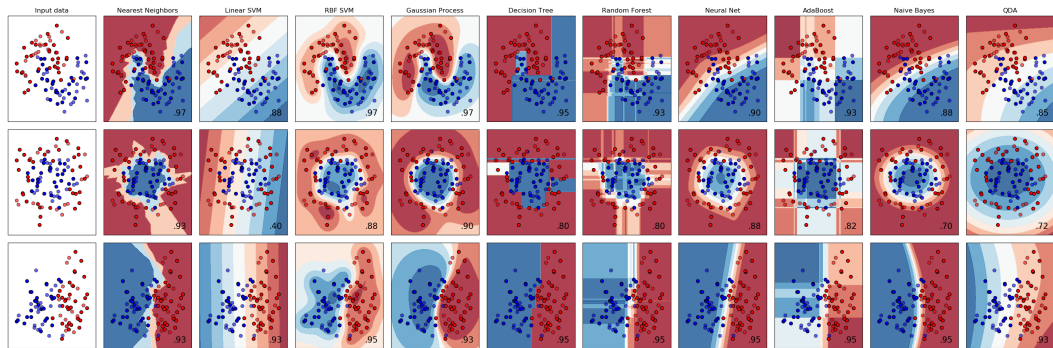 Input data Nearest Neighbors Linear SVM RBF SVM Gaussian Process Decision Tree Random Forest Neural Net AdaBoost Naive Bayes QDA
.97 .88 .97 .97 .95 .93 .90 .93 .88 .85
.93 .40 .88 .90 .80 .80 .88 .82 .70 .72
.93 .93 .95 .93 .95 .95 .95 .95 .95 .93